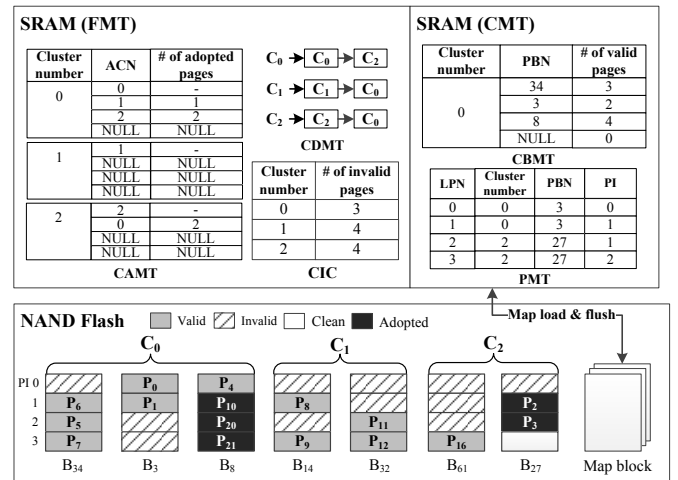 SRAM (FMT)
Cluster number ACN # of adopted pages
0 0 -
1 1
2 2
NULL NULL
1 1 -
NULL NULL
NULL NULL
NULL NULL
2 2 -
0 2
NULL NULL
NULL NULL
CAMT
C0 C0 C2
C1 C1 C0
C2 C2 C0
CDMT
Cluster number # of invalid pages
0 3
1 4
2 4
CIC
SRAM (CMT)
Cluster number PBN # of valid pages
0 34 3
3 2
8 4
NULL 0
CBMT
LPN Cluster number PBN PI
0 0 3 0
1 0 3 1
2 2 27 1
3 2 27 2
PMT
Map load & flush
NAND Flash Valid Invalid Clean Adopted
C0 C1 C2
PI 0 P0 P4
1 P6 P1 P10 P8 P2
2 P5 P20 P11 P3
3 P7 P21 P9 P12 P16
B34 B3 B8 B14 B32 B61 B27 Map block